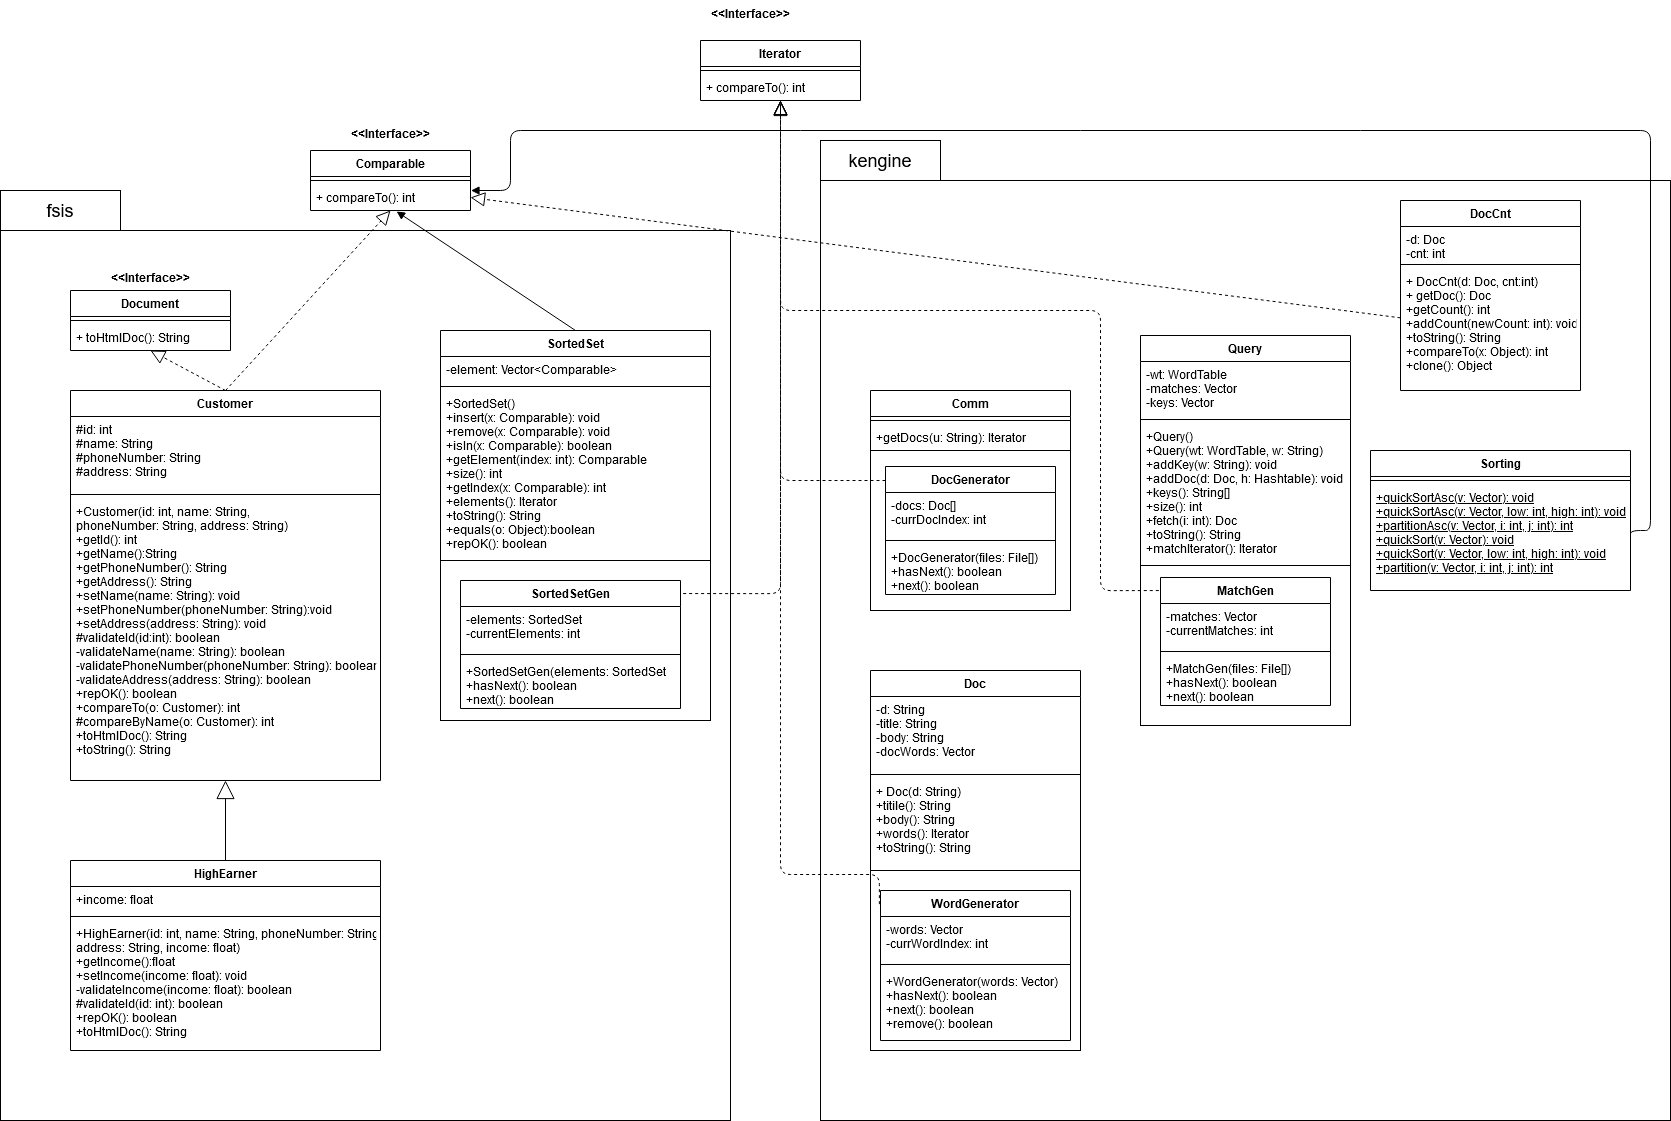 <<Interface>>
Iterator
+ compareTo(): int
<<Interface>>
Comparable
+ compareTo(): int
fsis
<<Interface>>
Document
+ toHtmlDoc(): String
Customer
#id: int
#name: String
#phoneNumber: String
#address: String
+Customer(id: int, name: String,
phoneNumber: String, address: String)
+getId(): int
+getName():String
+getPhoneNumber(): String
+getAddress(): String
+setName(name: String): void
+setPhoneNumber(phoneNumber: String):void
+setAddress(address: String): void
#validateId(id:int): boolean
-validateName(name: String): boolean
-validatePhoneNumber(phoneNumber: String): boolean
-validateAddress(address: String): boolean
+repOK(): boolean
+compareTo(o: Customer): int
#compareByName(o: Customer): int
+toHtmlDoc(): String
+toString(): String
HighEarner
+income: float
+HighEarner(id: int, name: String, phoneNumber: String
address: String, income: float)
+getIncome():float
+setIncome(income: float): void
-validateIncome(income: float): boolean
#validateId(id: int): boolean
+repOK(): boolean
+toHtmlDoc(): String
SortedSet
-element: Vector<Comparable>
+SortedSet()
+insert(x: Comparable): void
+remove(x: Comparable): void
+isIn(x: Comparable): boolean
+getElement(index: int): Comparable
+size(): int
+getIndex(x: Comparable): int
+elements(): Iterator
+toString(): String
+equals(o: Object):boolean
+repOK(): boolean
SortedSetGen
-elements: SortedSet
-currentElements: int
+SortedSetGen(elements: SortedSet
+hasNext(): boolean
+next(): boolean
kengine
Comm
+getDocs(u: String): Iterator
DocGenerator
-docs: Doc[]
-currDocIndex: int
+DocGenerator(files: File[])
+hasNext(): boolean
+next(): boolean
Doc
-d: String
-title: String
-body: String
-docWords: Vector
+ Doc(d: String)
+titile(): String
+body(): String
+words(): Iterator
+toString(): String
WordGenerator
-words: Vector
-currWordIndex: int
+WordGenerator(words: Vector)
+hasNext(): boolean
+next(): boolean
+remove(): boolean
Query
-wt: WordTable
-matches: Vector
-keys: Vector
+Query()
+Query(wt: WordTable, w: String)
+addKey(w: String): void
+addDoc(d: Doc, h: Hashtable): void
+keys(): String[]
+size(): int
+fetch(i: int): Doc
+toString(): String
+matchIterator(): Iterator
MatchGen
-matches: Vector
-currentMatches: int
+MatchGen(files: File[])
+hasNext(): boolean
+next(): boolean
DocCnt
-d: Doc
-cnt: int
+ DocCnt(d: Doc, cnt:int)
+ getDoc(): Doc
+getCount(): int
+addCount(newCount: int): void
+toString(): String
+compareTo(x: Object): int
+clone(): Object
Sorting
+quickSortAsc(v: Vector): void
+quickSortAsc(v: Vector, low: int, high: int): void
+partitionAsc(v: Vector, i: int, j: int): int
+quickSort(v: Vector): void
+quickSort(v: Vector, low: int, high: int): void
+partition(v: Vector, i: int, j: int): int